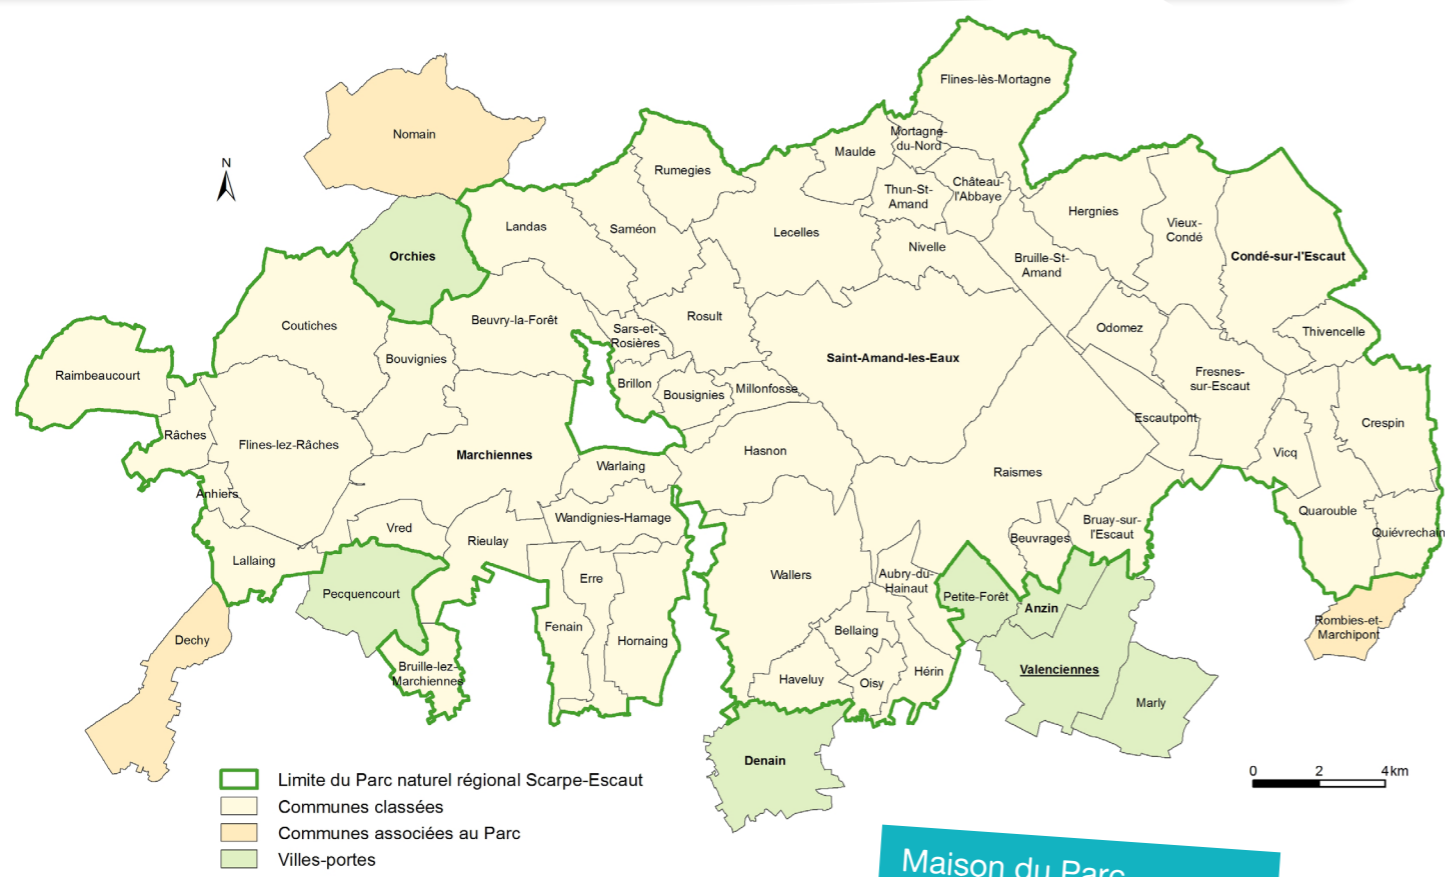 Flines-lès-Mortagne
Nomain
Mortagne-
du-Nord
Maulde
N
Rumegies
Château-
l'Abbaye
Thun-St-
Amand
Hergnies
Landas
Saméon
Lecelles
Vieux-
Condé
Nivelle
Orchies
Bruille-St-
Amand
Condé-sur-l'Escaut
Coutiches
Beuvry-la-Forêt
Rosult
Sars-et-
Rosières
Odomez
Thivencelle
Bouvignies
Saint-Amand-les-Eaux
Raimbeaucourt
Fresnes-
sur-Escaut
Brillon
Bousignies
Millonfosse
Escautpont
Crespin
Râches
Flines-lez-Râches
Marchiennes
Hasnon
Vicq
Warlaing
Raismes
Anhiers
Quarouble
Wandignies-Hamage
Vred
Bruay-sur-
l'Escaut
Quiévrechain
Rieulay
Beuvrages
Lallaing
Wallers
Erre
Aubry-du-
Hainaut
Pecquencourt
Petite-Forêt
Anzin
Rombies-et-
Marchipont
Fenain
Bellaing
Dechy
Hornaing
Bruille-lez-
Marchiennes
Valenciennes
Hérin
Haveluy
Oisy
Marly
Denain
0 2 4km
Limite du Parc naturel régional Scarpe-Escaut
Communes classées
Communes associées au Parc
Villes-portes
Maison du Parc